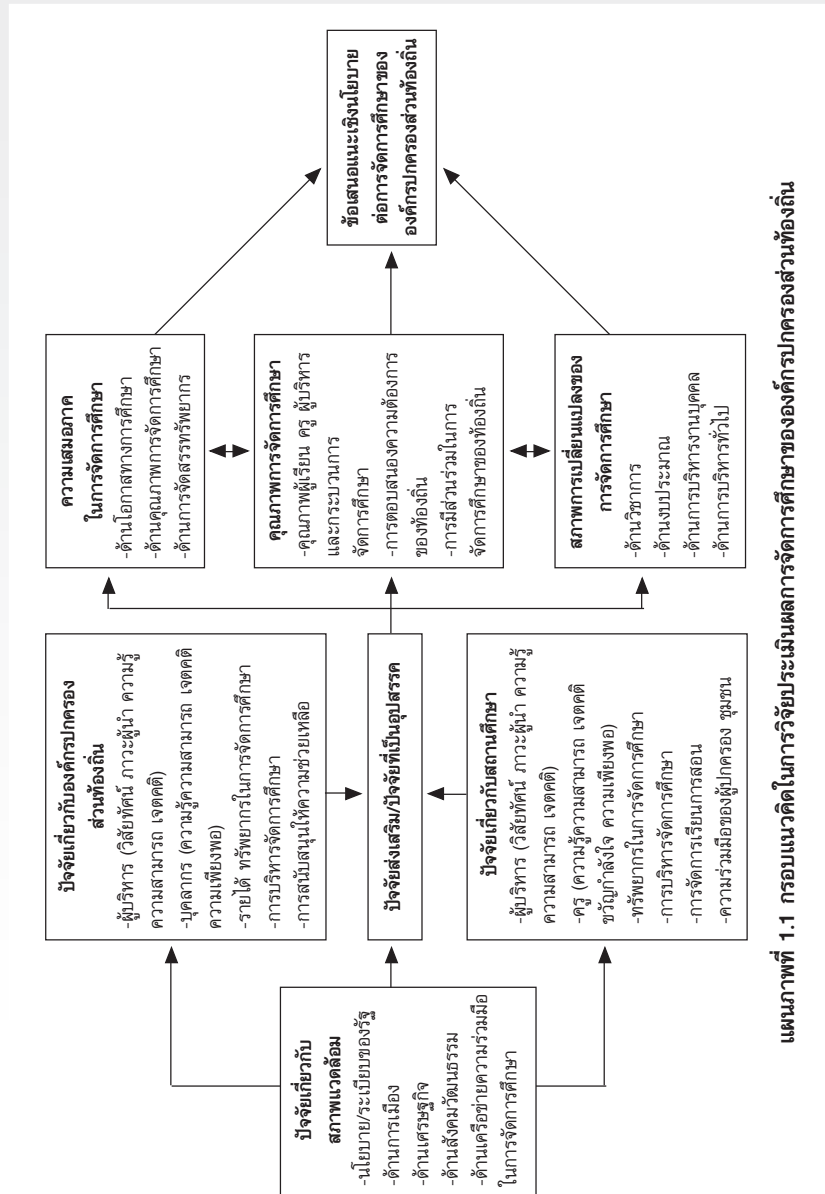 ปัจจัยเกี่ยวกับ
สภาพแวดล้อม
-นโยบาย/ระเบียบของรัฐ
-ด้านการเมือง
-ด้านเศรษฐกิจ
-ด้านสังคมวัฒนธรรม
-ด้านเครือข่ายความร่วมมือ
ในการจัดการศึกษา
ปัจจัยเกี่ยวกับองค์กรปกครอง
ส่วนท้องถิ่น
-ผู้บริหาร (วิสัยทัศน์ ภาวะผู้นำ ความรู้
ความสามารถ เจตคติ)
-บุคลากร (ความรู้ความสามารถ เจตคติ
ความเพียงพอ)
-รายได้ ทรัพยากรในการจัดการศึกษา
-การบริหารจัดการศึกษา
-การสนับสนุนให้ความช่วยเหลือ
ปัจจัยส่งเสริม/ปัจจัยที่เป็นอุปสรรค
ปัจจัยเกี่ยวกับสถานศึกษา
-ผู้บริหาร (วิสัยทัศน์ ภาวะผู้นำ ความรู้
ความสามารถ เจตคติ)
-ครู (ความรู้ความสามารถ เจตคติ
ขวัญกำลังใจ ความเพียงพอ)
-ทรัพยากรในการจัดการศึกษา
-การบริหารจัดการศึกษา
-การจัดการเรียนการสอน
-ความร่วมมือของผู้ปกครอง ชุมชน
ความเสมอภาค
ในการจัดการศึกษา
-ด้านโอกาสทางการศึกษา
-ด้านคุณภาพการจัดการศึกษา
-ด้านการจัดสรรทรัพยากร
คุณภาพการจัดการศึกษา
-คุณภาพผู้เรียน ครู ผู้บริหาร
และกระบวนการ
จัดการศึกษา
-การตอบสนองความต้องการ
ของท้องถิ่น
-การมีส่วนร่วมในการ
จัดการศึกษาของท้องถิ่น
สภาพการเปลี่ยนแปลงของ
การจัดการศึกษา
-ด้านวิชาการ
-ด้านงบประมาณ
-ด้านการบริหารงานบุคคล
-ด้านการบริหารทั่วไป
ข้อเสนอแนะเชิงนโยบาย
ต่อการจัดการศึกษาของ
องค์กรปกครองส่วนท้องถิ่น
แผนภาพที่ 1.1 กรอบแนวคิดในการวิจัยประเมินผลการจัดการศึกษาขององค์กรปกครองส่วนท้องถิ่น